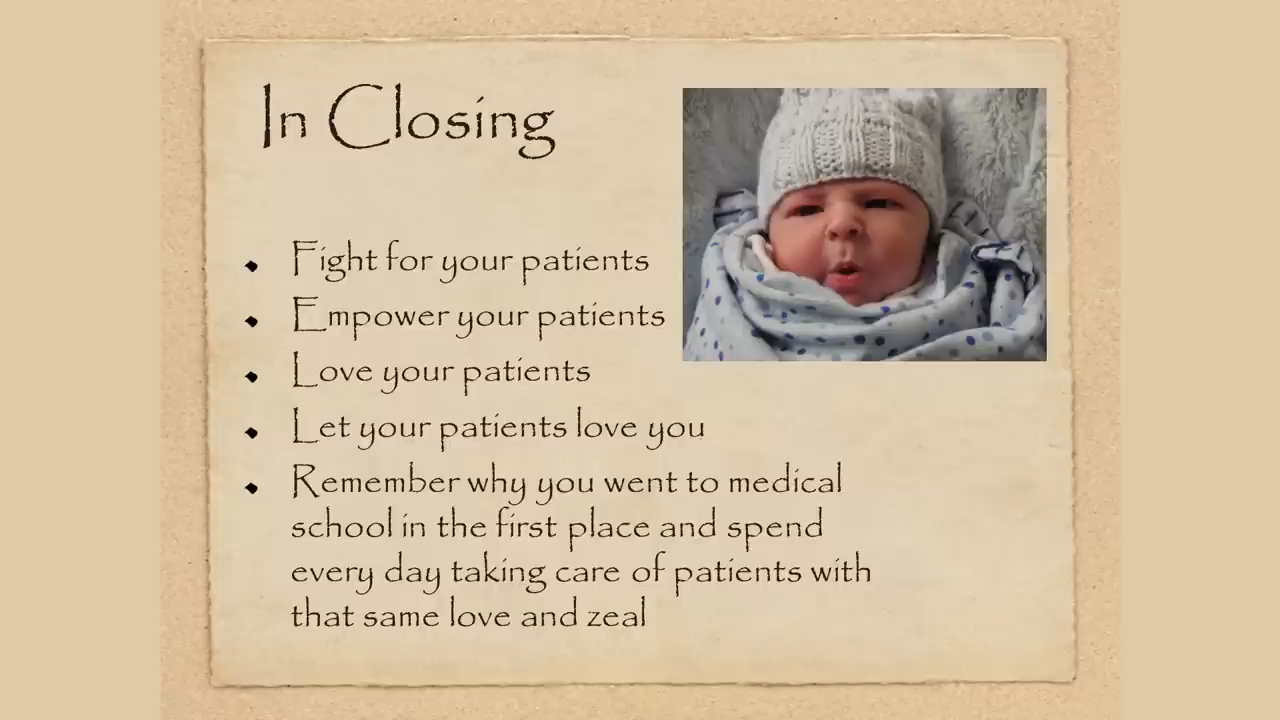 In Closing
Fight for your patients
Empower your patients
Love your patients
Let your patients love you
Remember why you went to medical
school in the first place and spend
every day taking care of patients with
that same love and zeal